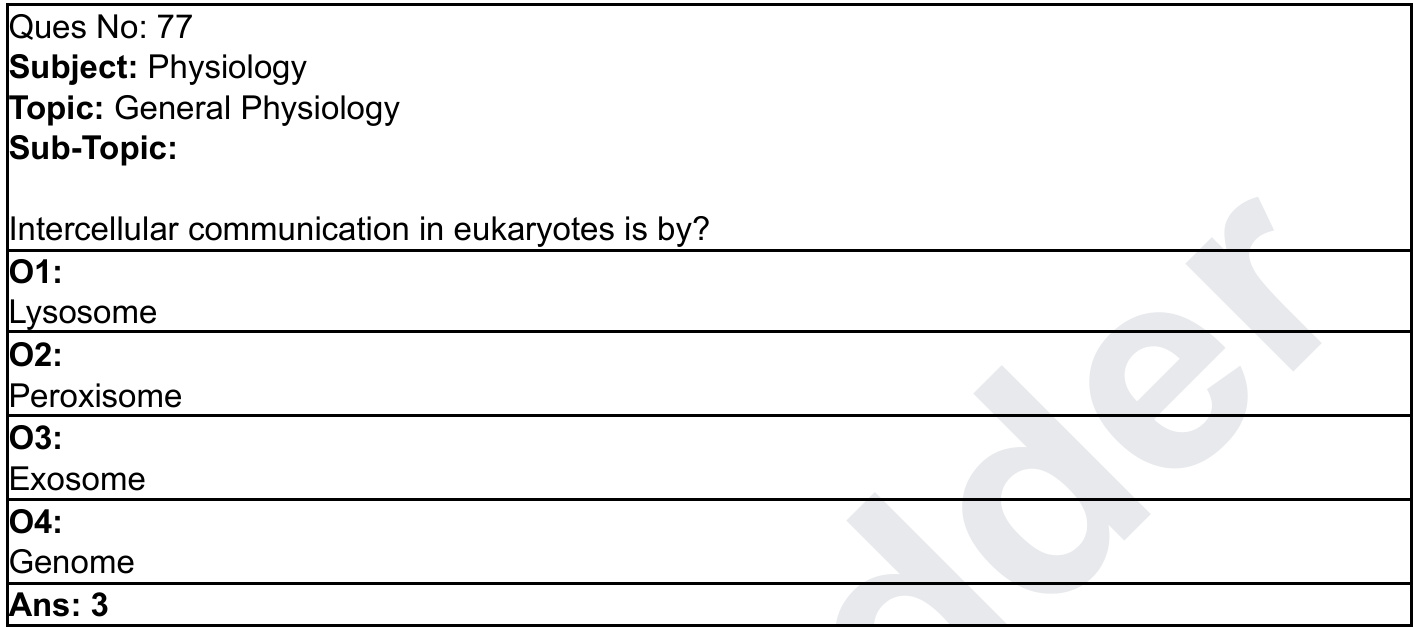 Ques No: 77
Subject: Physiology
Topic: General Physiology
Sub-Topic:
Intercellular communication in eukaryotes is by?
O1:
Lysosome
O2:
Peroxisome
O3:
Exosome
O4:
Genome
Ans: 3